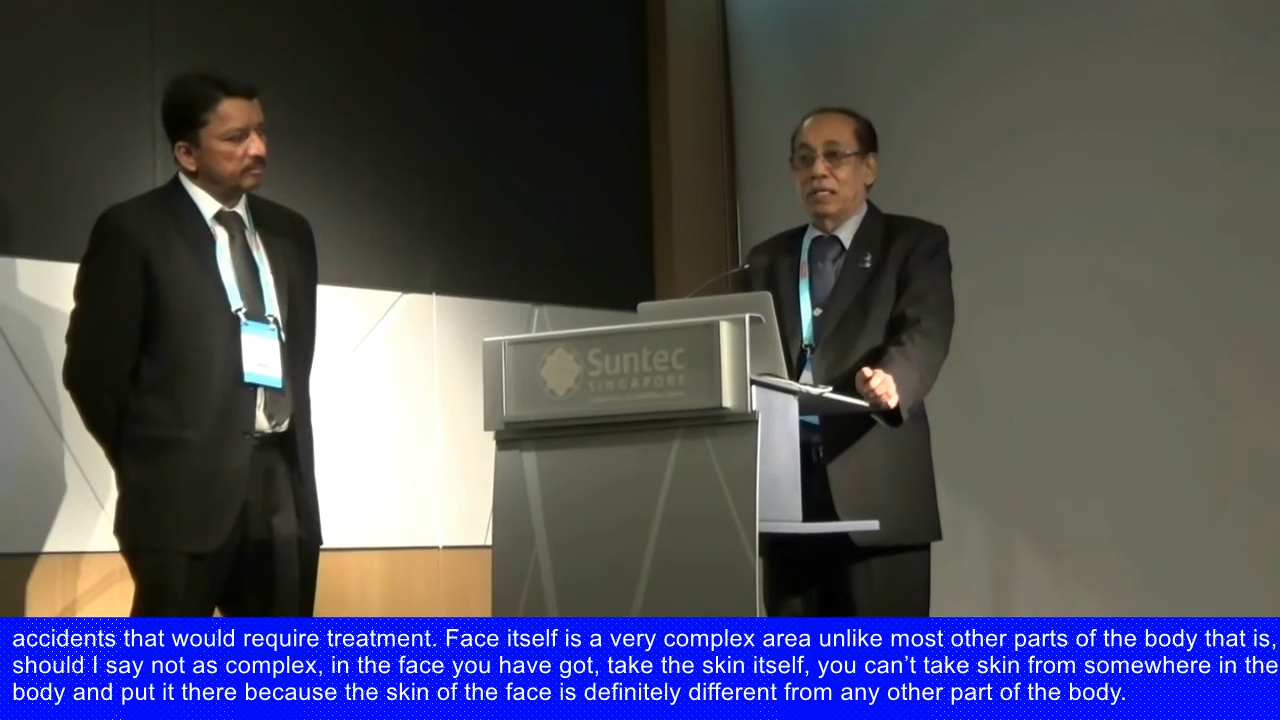 Suntec
SINGAPORE
accidents that would require treatment. Face itself is a very complex area unlike most other parts of the body that is,
should I say not as complex, in the face you have got, take the skin itself, you can’t take skin from somewhere in the
body and put it there because the skin of the face is definitely different from any other part of the body.